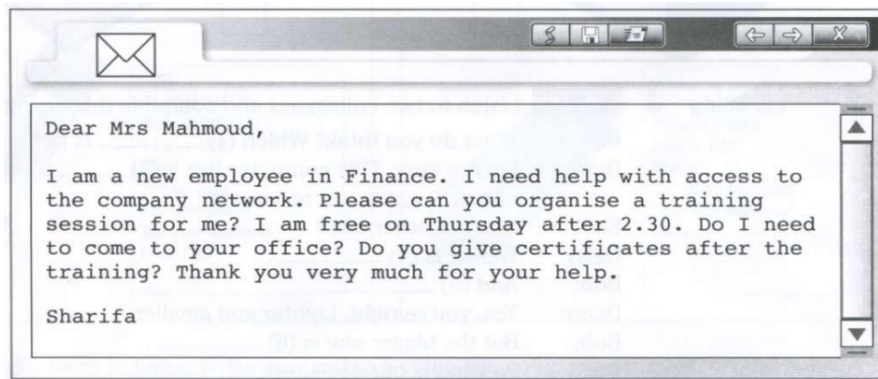 Dear Mrs Mahmoud,
I am a new employee in Finance. I need help with access to
the company network. Please can you organise a training
session for me? I am free on Thursday after 2.30. Do I need
to come to your office? Do you give certificates after the
training? Thank you very much for your help.
Sharifa